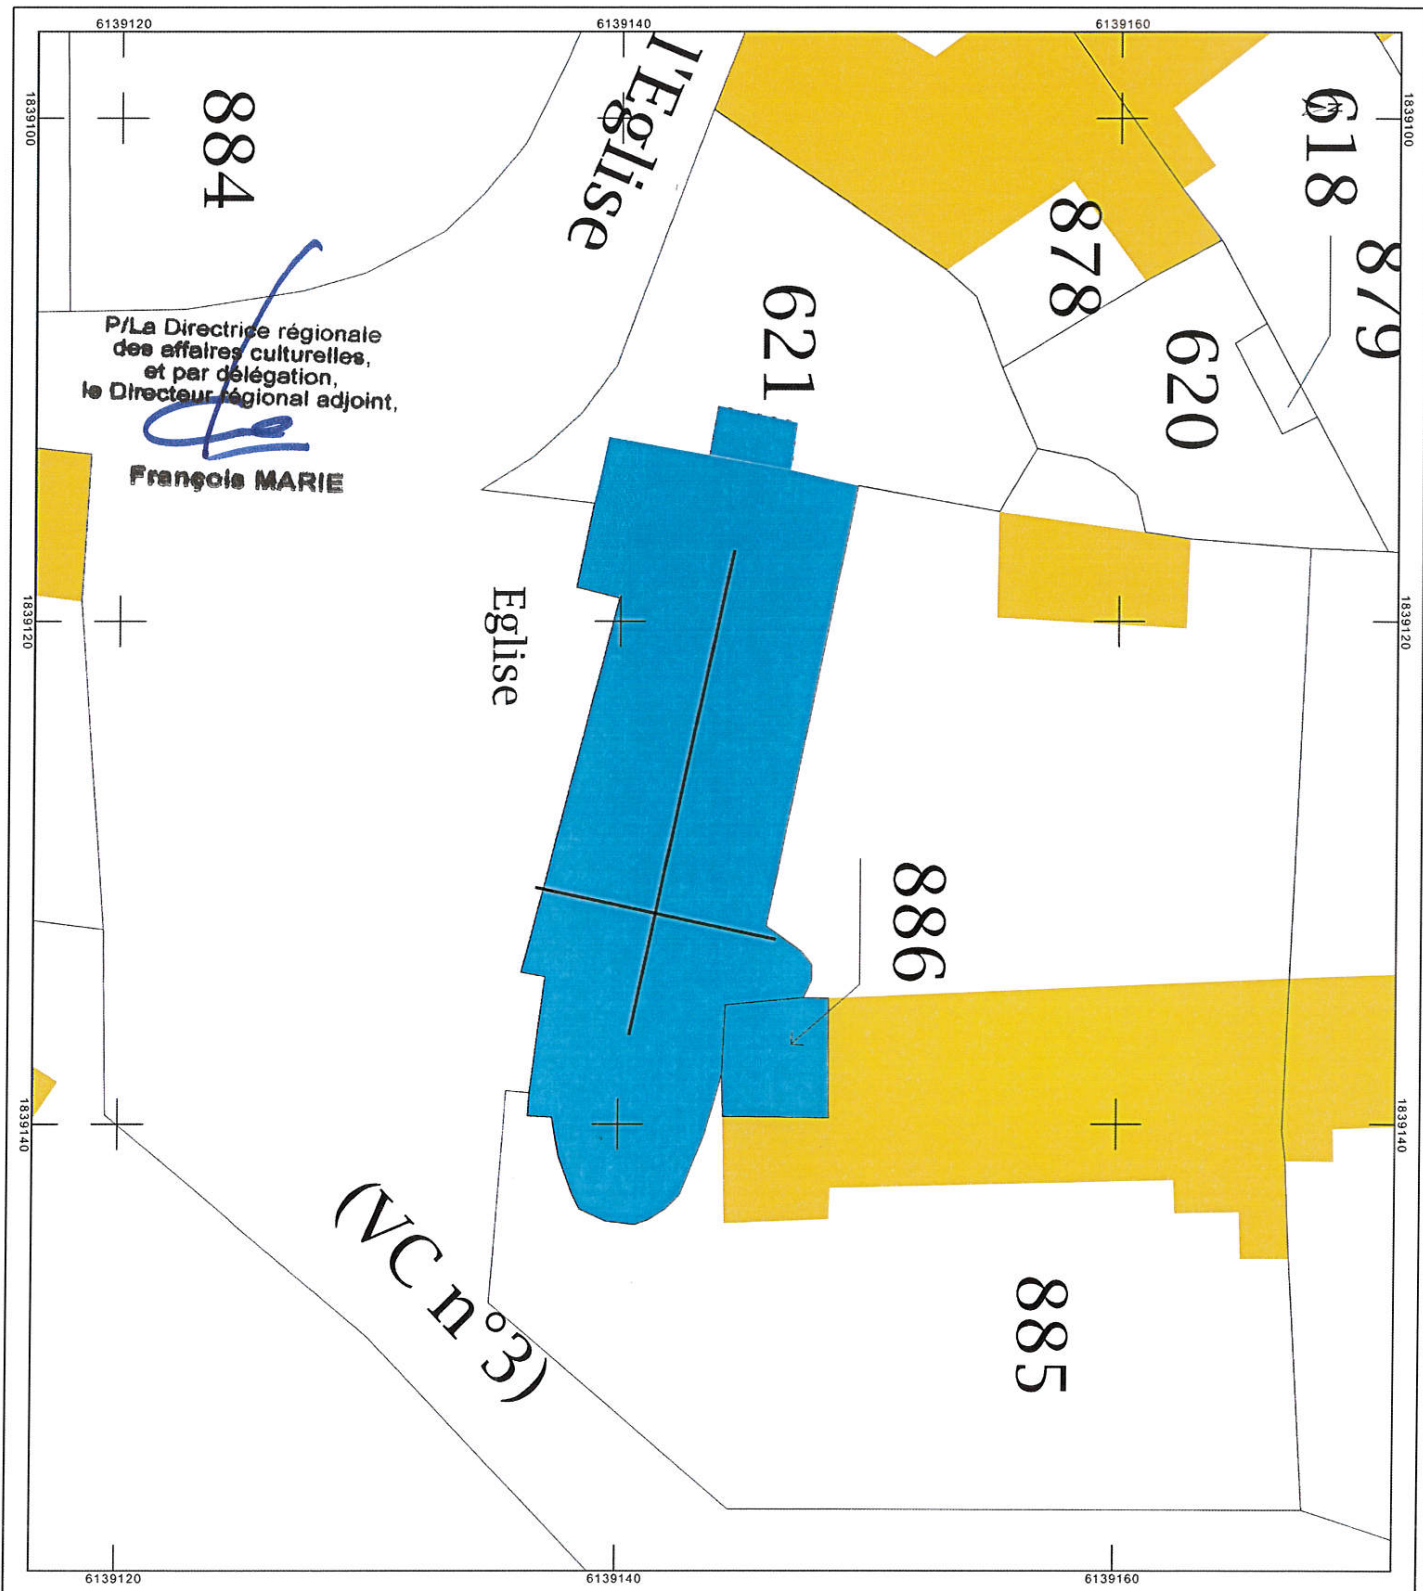 6139120
6139140
6139160
1839100
1839100
884
l'Eglise
8
618
879
878
621
620
P/La Directrice régionale
des affaires culturelles,
et par délégation,
le Directeur régional adjoint,
François MARIE
1839120
1839120
Eglise
886
1839140
1839140
(VC n°3)
885
6139120
6139140
6139160